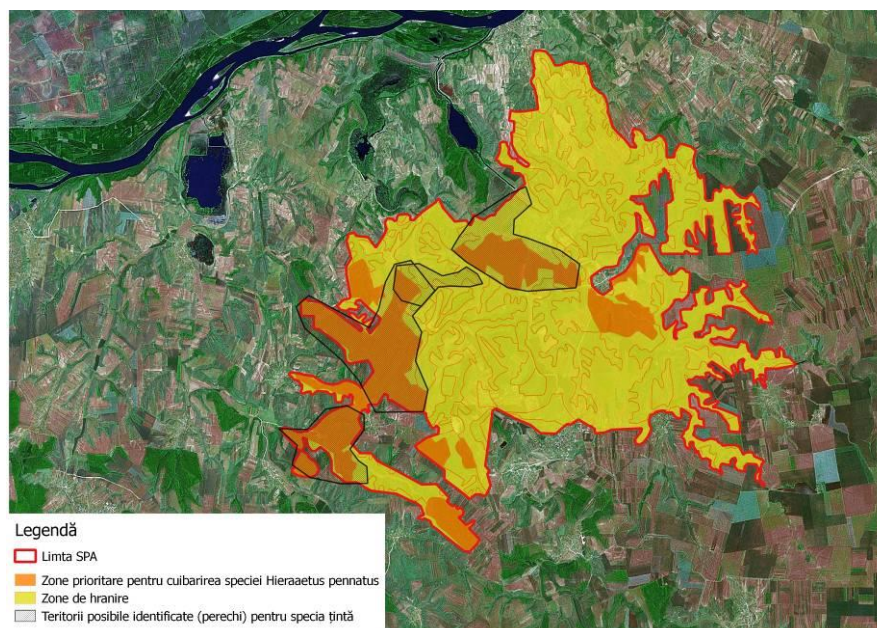 Legendă
Limta SPA
Zone prioritare pentru cuibarirea speciei Hieraaetus pennatus
Zone de hranire
Teritorii posibile identificate (perechi) pentru specia țintă